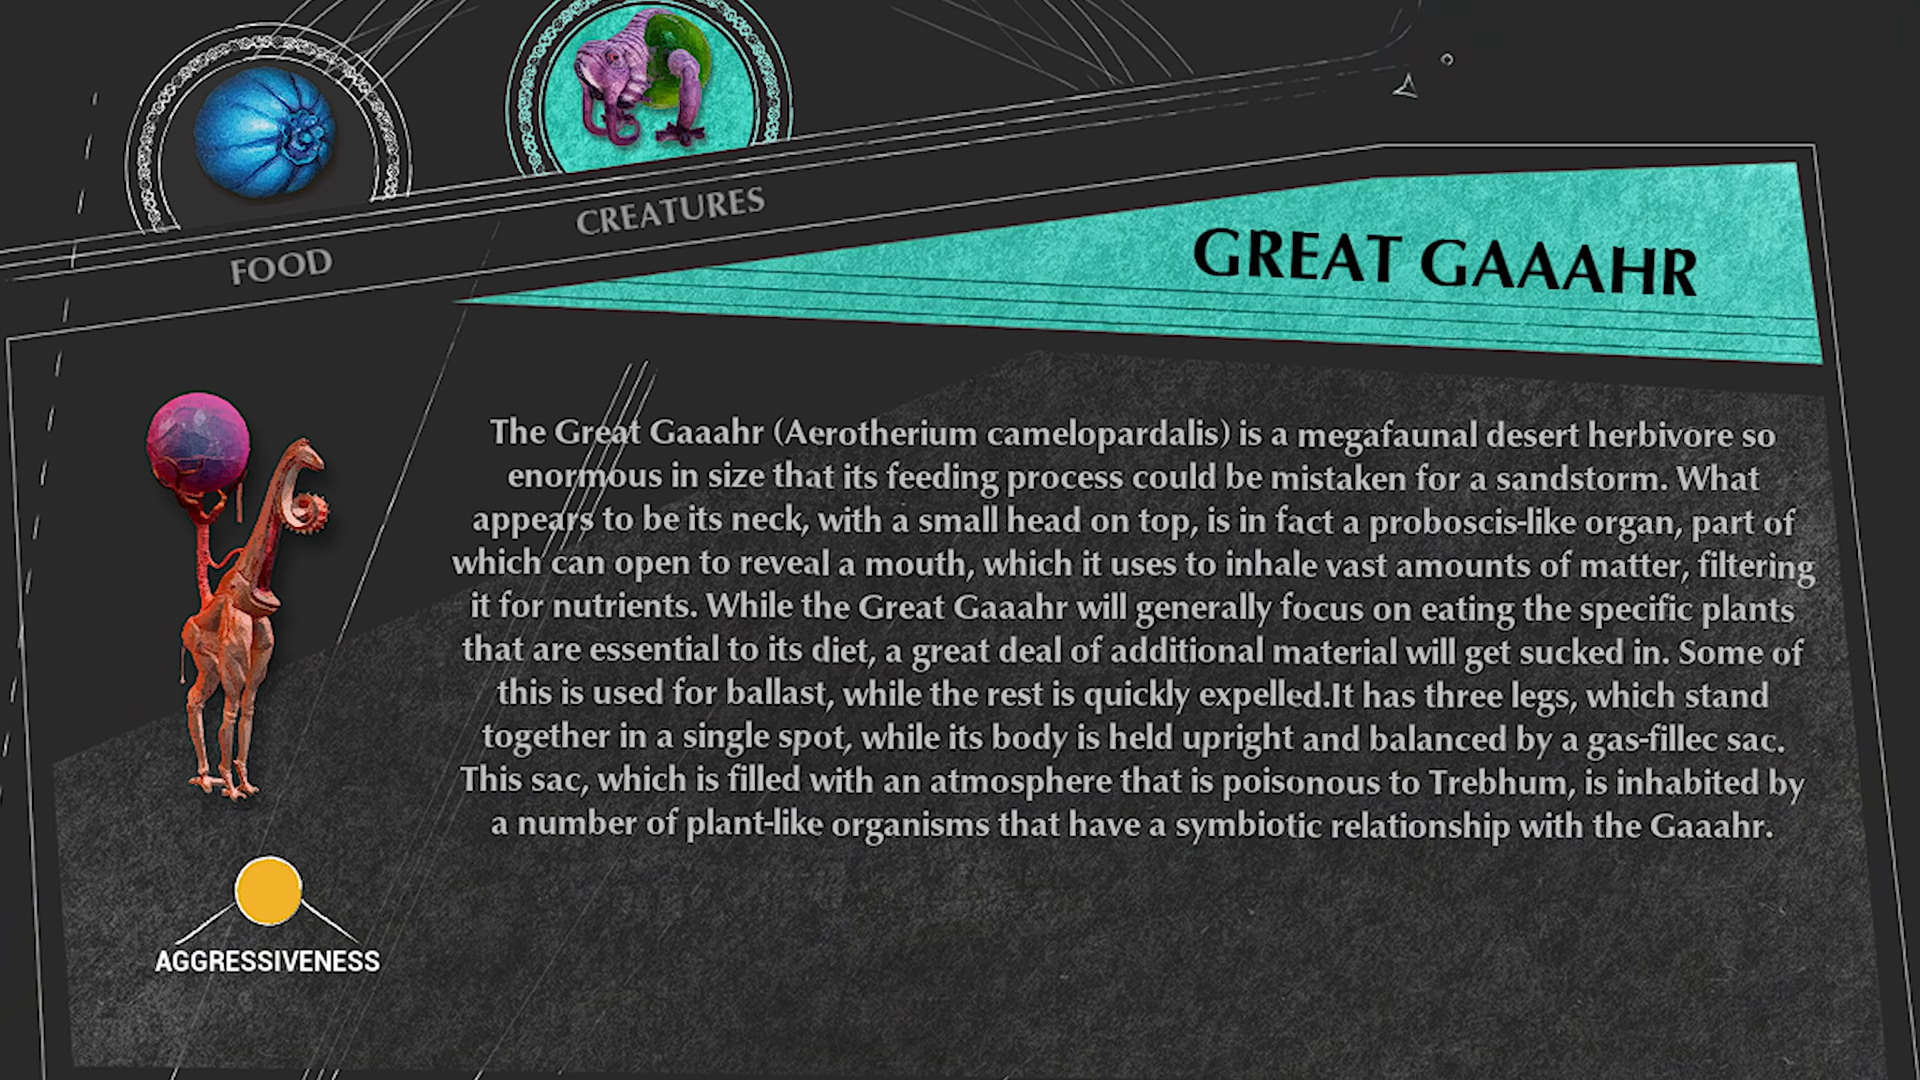 FOOD
CREATURES
GREAT GAAAHR
The Great Gaaahr (Aerotherium camelopardalis) is a megafaunal desert herbivore so
enormous in size that its feeding process could be mistaken for a sandstorm. What
appears to be its neck, with a small head on top, is in fact a proboscis-like organ, part of
which can open to reveal a mouth, which it uses to inhale vast amounts of matter, filtering
it for nutrients. While the Great Gaaahr will generally focus on eating the specific plants
that are essential to its diet, a great deal of additional material will get sucked in. Some of
this is used for ballast, while the rest is quickly expelled.It has three legs, which stand
together in a single spot, while its body is held upright and balanced by a gas-fillec sac.
This sac, which is filled with an atmosphere that is poisonous to Trebhum, is inhabited by
a number of plant-like organisms that have a symbiotic relationship with the Gaaahr.
AGGRESSIVENESS